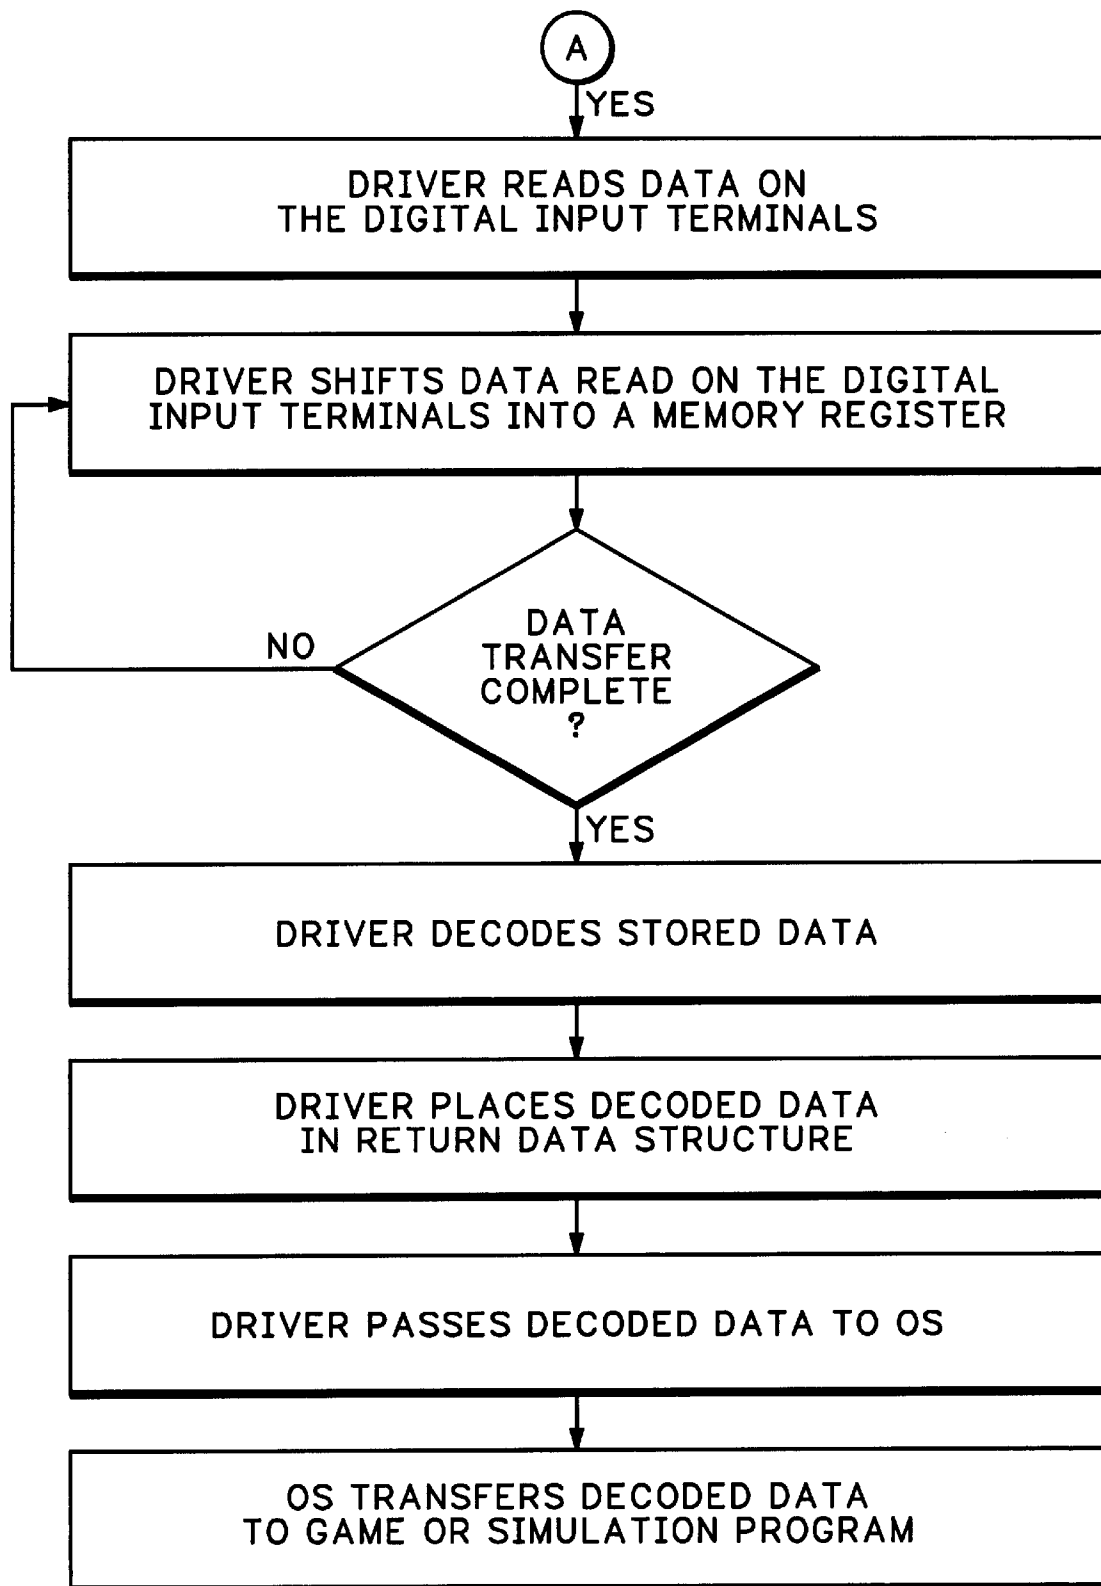 A
YES
DRIVER READS DATA ON
THE DIGITAL INPUT TERMINALS
DRIVER SHIFTS DATA READ ON THE DIGITAL
INPUT TERMINALS INTO A MEMORY REGISTER
NO
DATA
TRANSFER
COMPLETE
?
YES
DRIVER DECODES STORED DATA
DRIVER PLACES DECODED DATA
IN RETURN DATA STRUCTURE
DRIVER PASSES DECODED DATA TO OS
OS TRANSFERS DECODED DATA
TO GAME OR SIMULATION PROGRAM